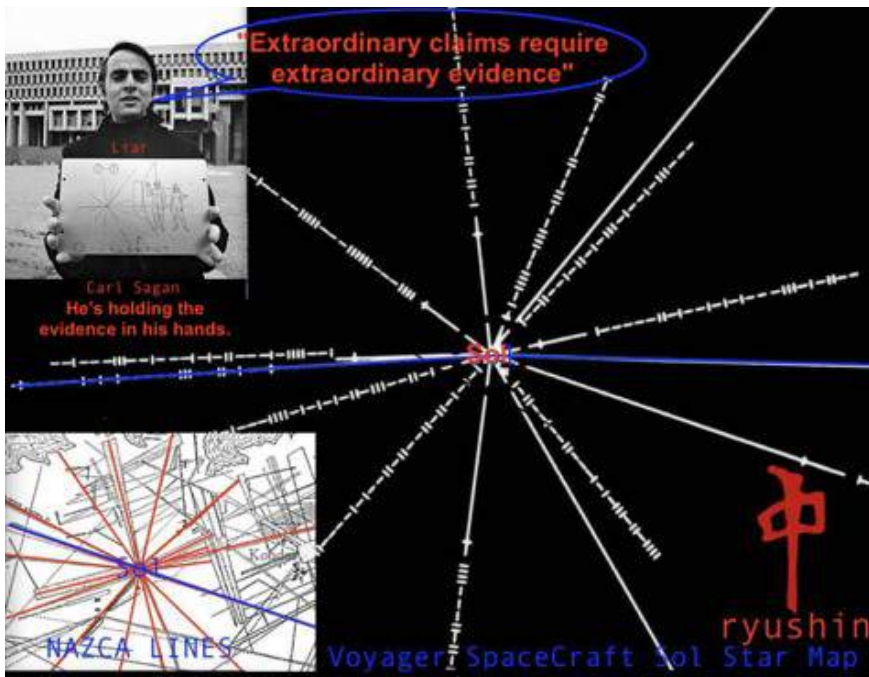 "Extraordinary claims require
extraordinary evidence"
Liar
Carl Sagan
He's holding the
evidence in his hands.
Sol
Sol
NAZCA LINES
中
ryushin
Voyager SpaceCraft Sol Star Map